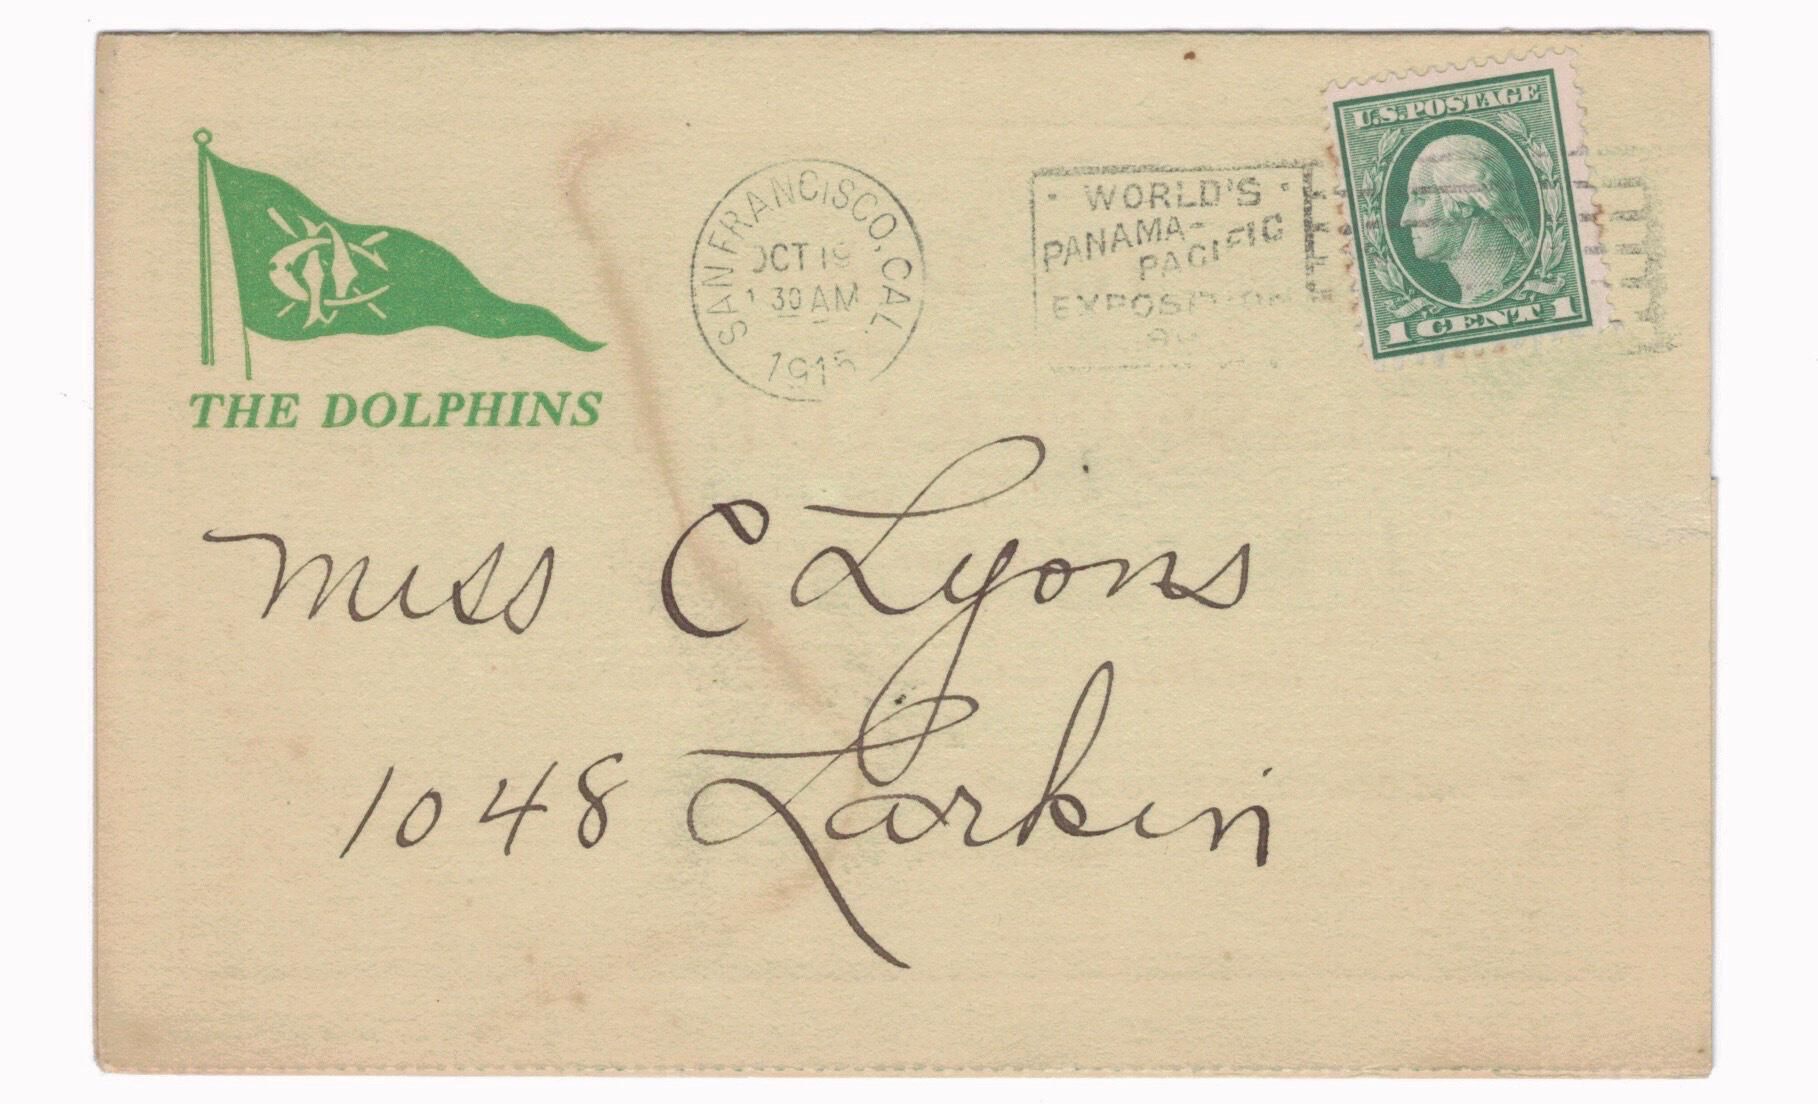 THE DOLPHINS
SAN FRANCISCO, CAL.
OCT 1
30 AM
1915
WORLD'S
PANAMA-
PACIFIC
EXPOSITION
U.S. POSTAGE
1 CENT 1
Miss C Lyons
1048 Larkin